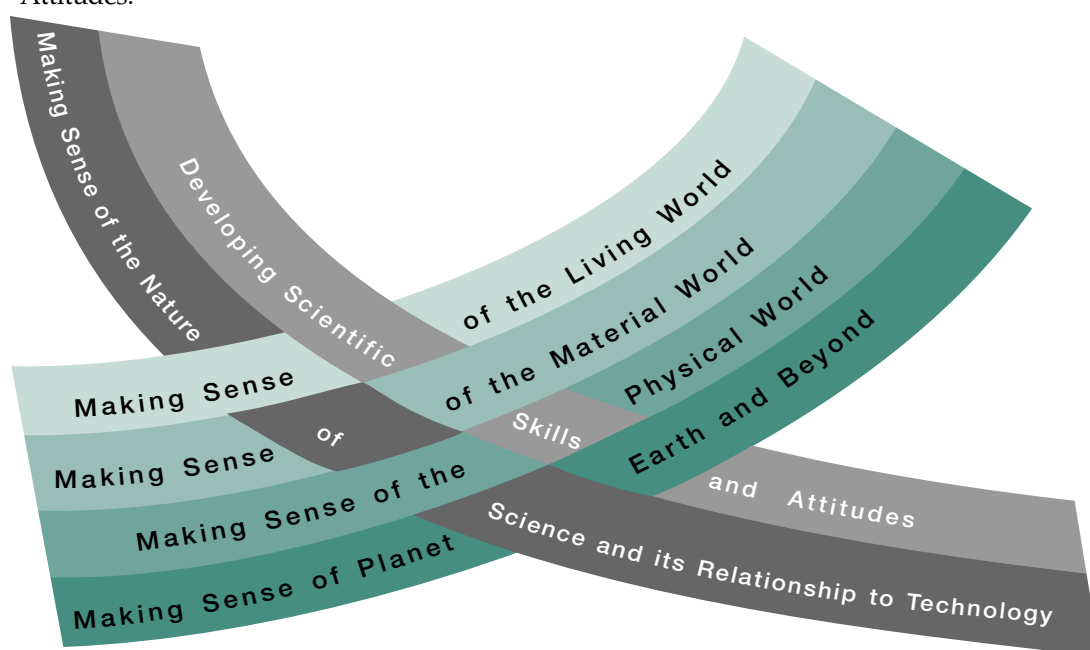 Attitudes.
Making Sense of the Nature of Science and its Relationship to Technology
Developing Scientific Skills and Attitudes
Making Sense of the Living World
Making Sense of the Material World
Making Sense of the Physical World
Making Sense of Planet Earth and Beyond